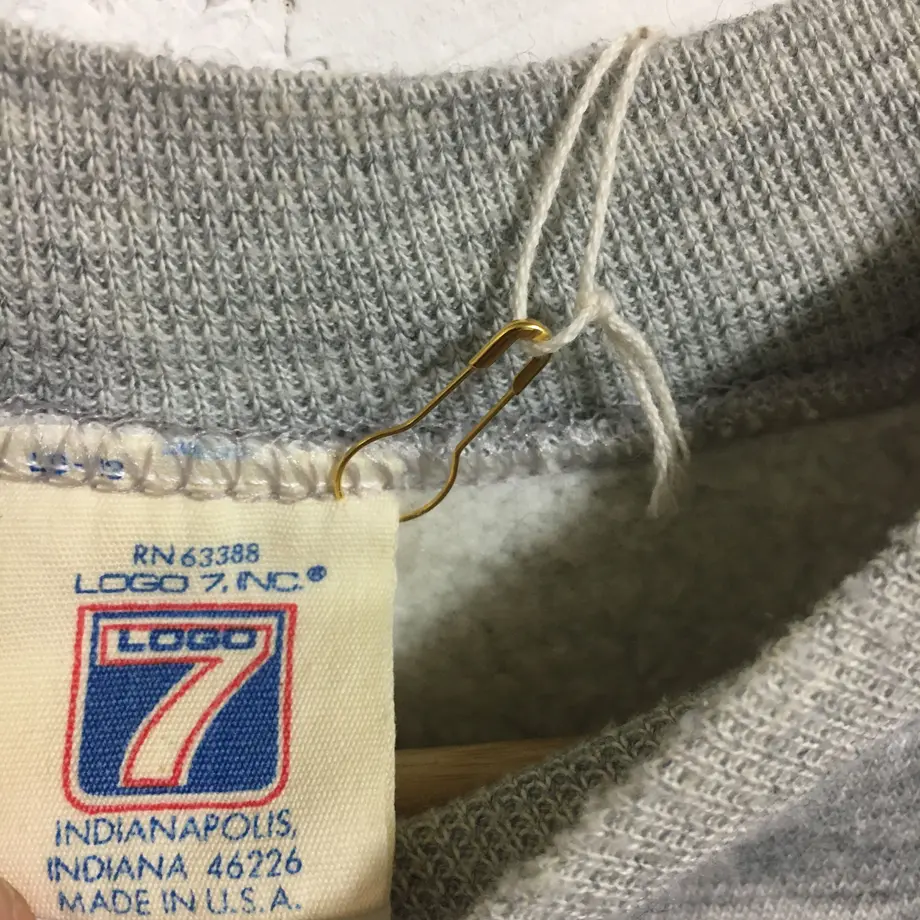 RN 63388
LOGO 7, INC.®
LOGO
7
INDIANAPOLIS,
INDIANA 46226
MADE IN U.S.A.